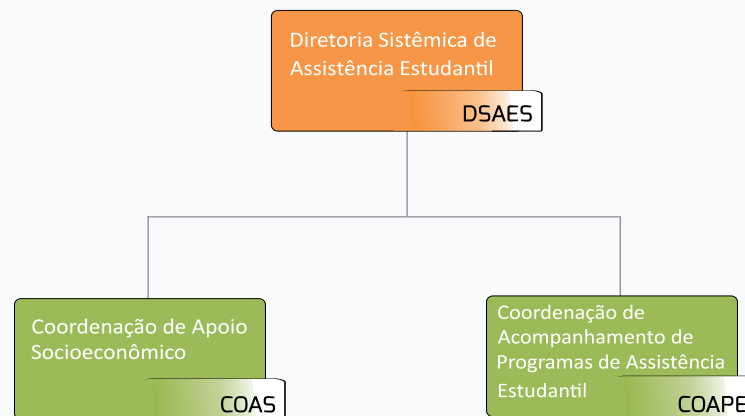 Diretoria Sistêmica de
Assistência Estudantil
DSAES
Coordenação de Apoio
Socioeconômico
COAS
Coordenação de
Acompanhamento de
Programas de Assistência
Estudantil
COAPE